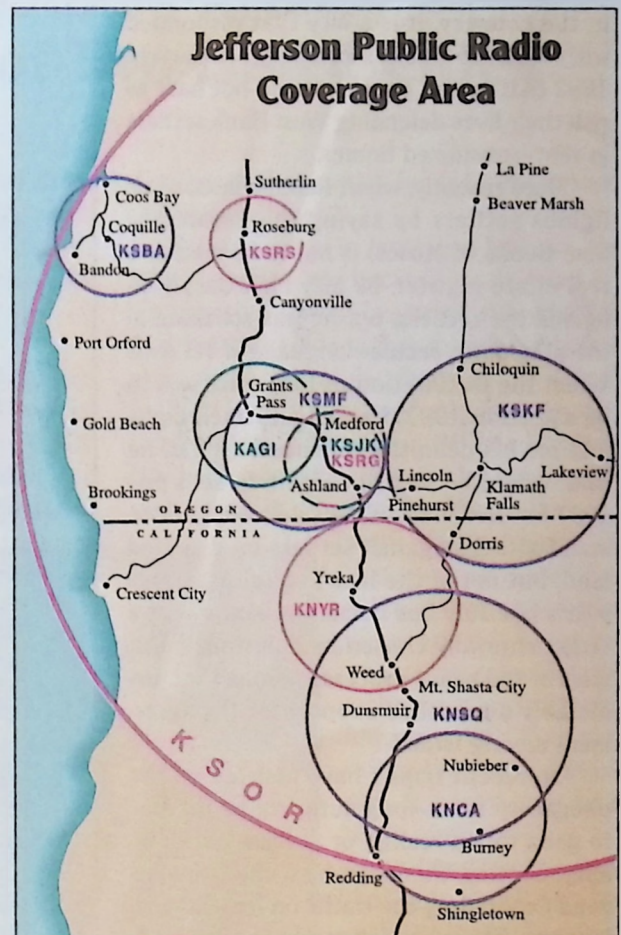 Jefferson Public Radio
Coverage Area
La Pine
Sutherlin
Coos Bay
Beaver Marsh
Coquille
Roseburg
KSBA
KSRS
Bandon
Canyonville
Port Orford
Chiloquin
Grants
Pass
KSMF
KSKF
Gold Beach
Medford
KAGI
KSJK
KSRG
Lakeview
Lincoln
Ashland
Klamath
Falls
Brookings
Pinehurst
OREGON
CALIFORNIA
Dorris
Yreka
Crescent City
KNYR
Weed
Mt. Shasta City
Dunsmuir
KNSQ
KSOR
Nubieber
KNCA
Burney
Redding
Shingletown